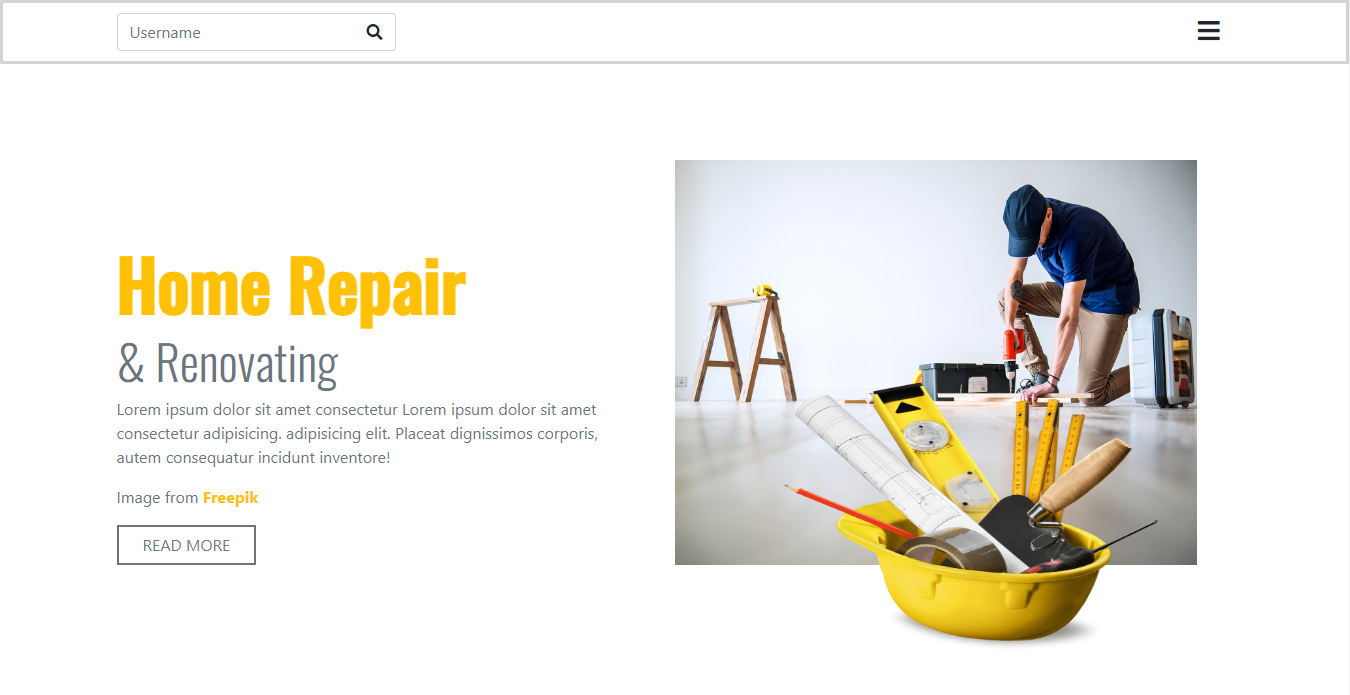 Username
Home Repair
& Renovating
Lorem ipsum dolor sit amet consectetur Lorem ipsum dolor sit amet
consectetur adipisicing. adipisicing elit. Placeat dignissimos corporis,
autem consequatur incidunt inventore!
Image from Freepik
READ MORE